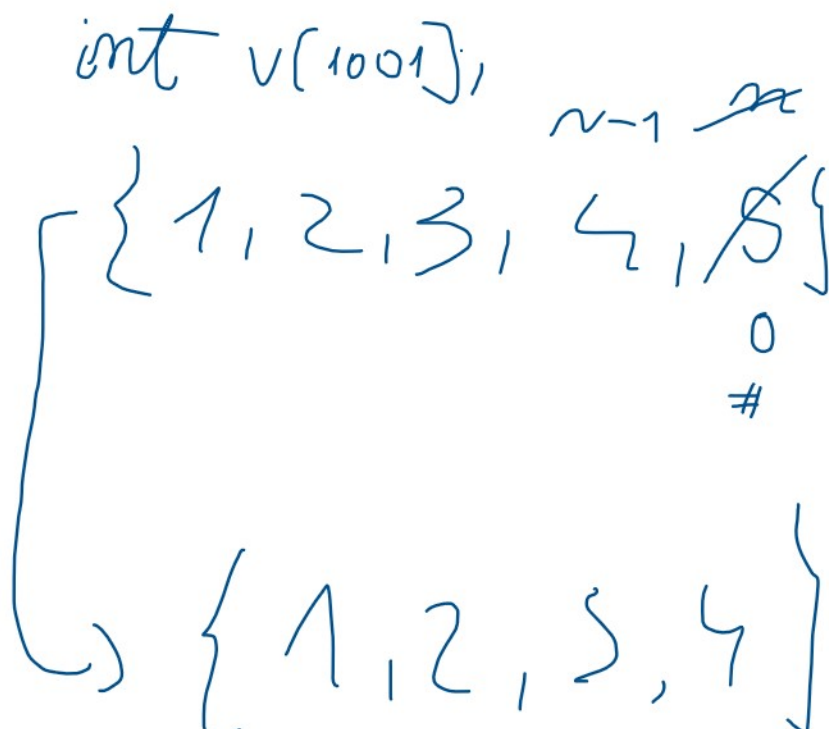 int v[1001];
n-1 n
{1, 2, 3, 4, 5}
0
#
{1, 2, 3, 4}